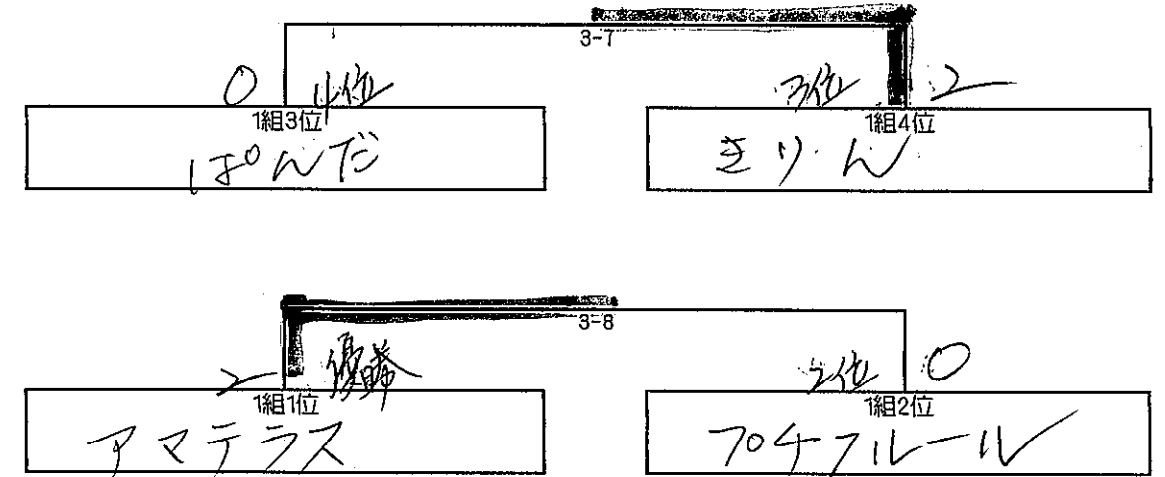 3-7
0 4位 3位 2
1組3位 1組4位
ぱんだ きりん
3-8
2 優勝 2位 0
1組1位 1組2位
アマテラス プチフルール